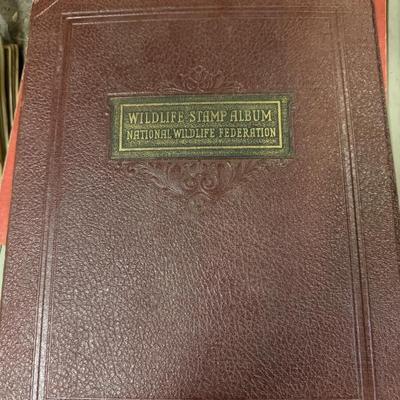 WILDLIFE STAMP ALBUM
NATIONAL WILDLIFE FEDERATION